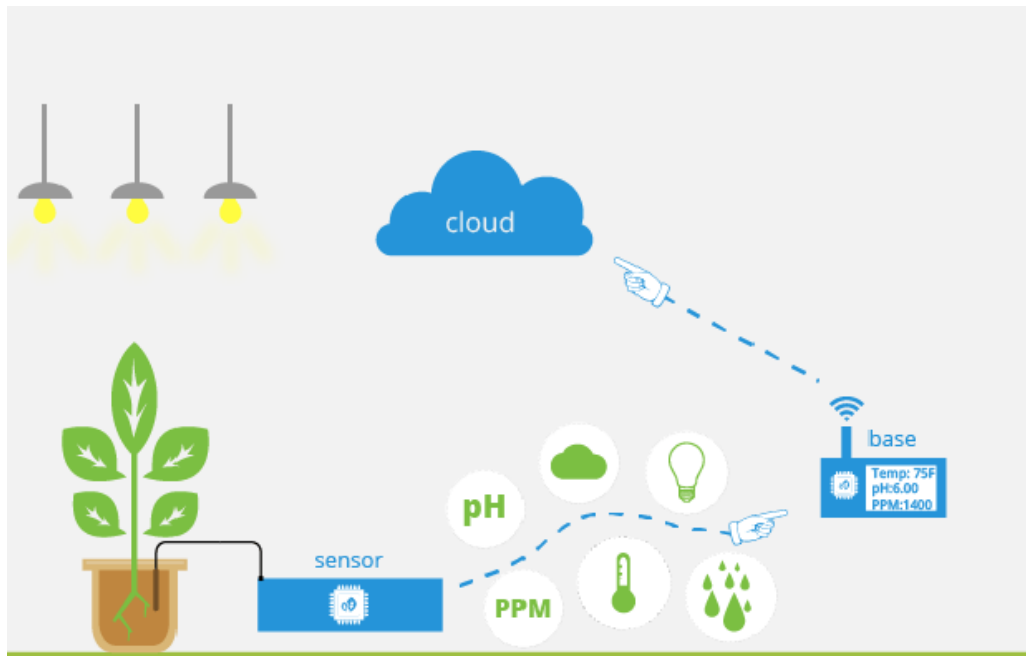 cloud
base
Temp: 75F
pH:6.00
PPM:1400
pH
sensor
PPM